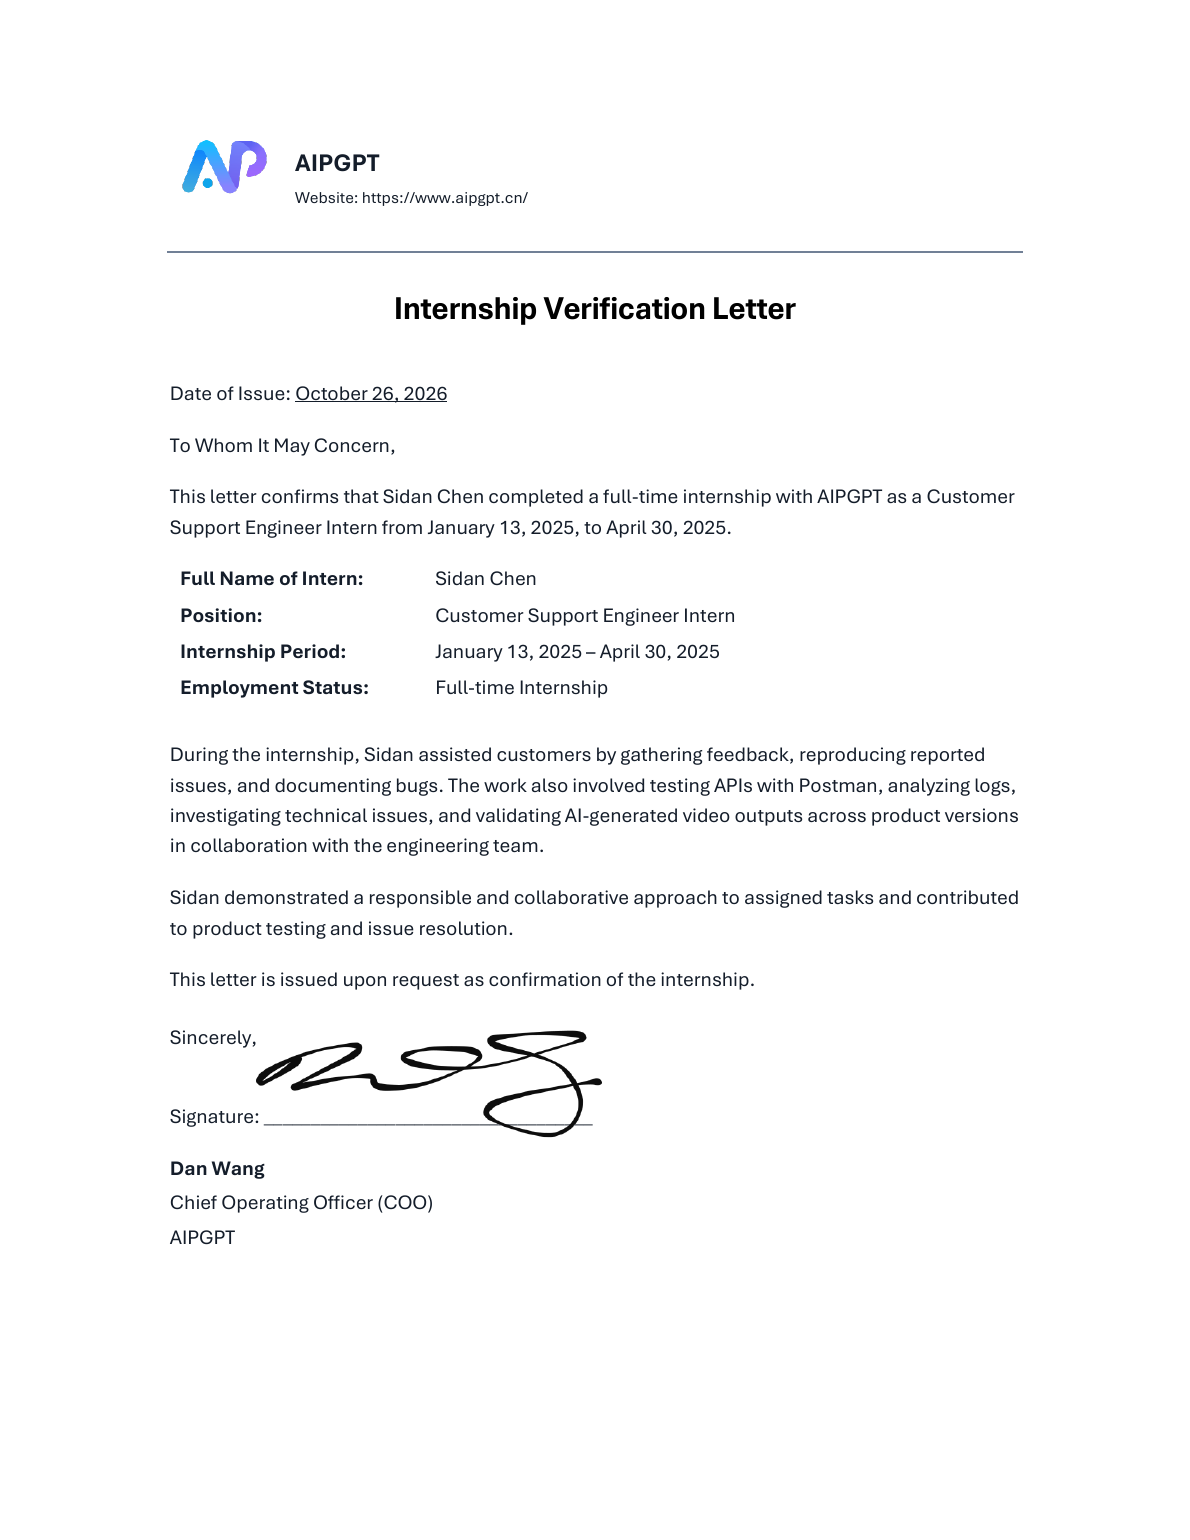 AP
AIPGPT
Website: https://www.aipgpt.cn/
Internship Verification Letter
Date of Issue: October 26, 2026
To Whom It May Concern,
This letter confirms that Sidan Chen completed a full-time internship with AIPGPT as a Customer
Support Engineer Intern from January 13, 2025, to April 30, 2025.
Full Name of Intern: Sidan Chen
Position: Customer Support Engineer Intern
Internship Period: January 13, 2025 – April 30, 2025
Employment Status: Full-time Internship
During the internship, Sidan assisted customers by gathering feedback, reproducing reported
issues, and documenting bugs. The work also involved testing APIs with Postman, analyzing logs,
investigating technical issues, and validating AI-generated video outputs across product versions
in collaboration with the engineering team.
Sidan demonstrated a responsible and collaborative approach to assigned tasks and contributed
to product testing and issue resolution.
This letter is issued upon request as confirmation of the internship.
Sincerely,
Signature:
Dan Wang
Chief Operating Officer (COO)
AIPGPT